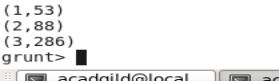 (1,53)
(2,88)
(3,286)
grunt>
acadgild@local